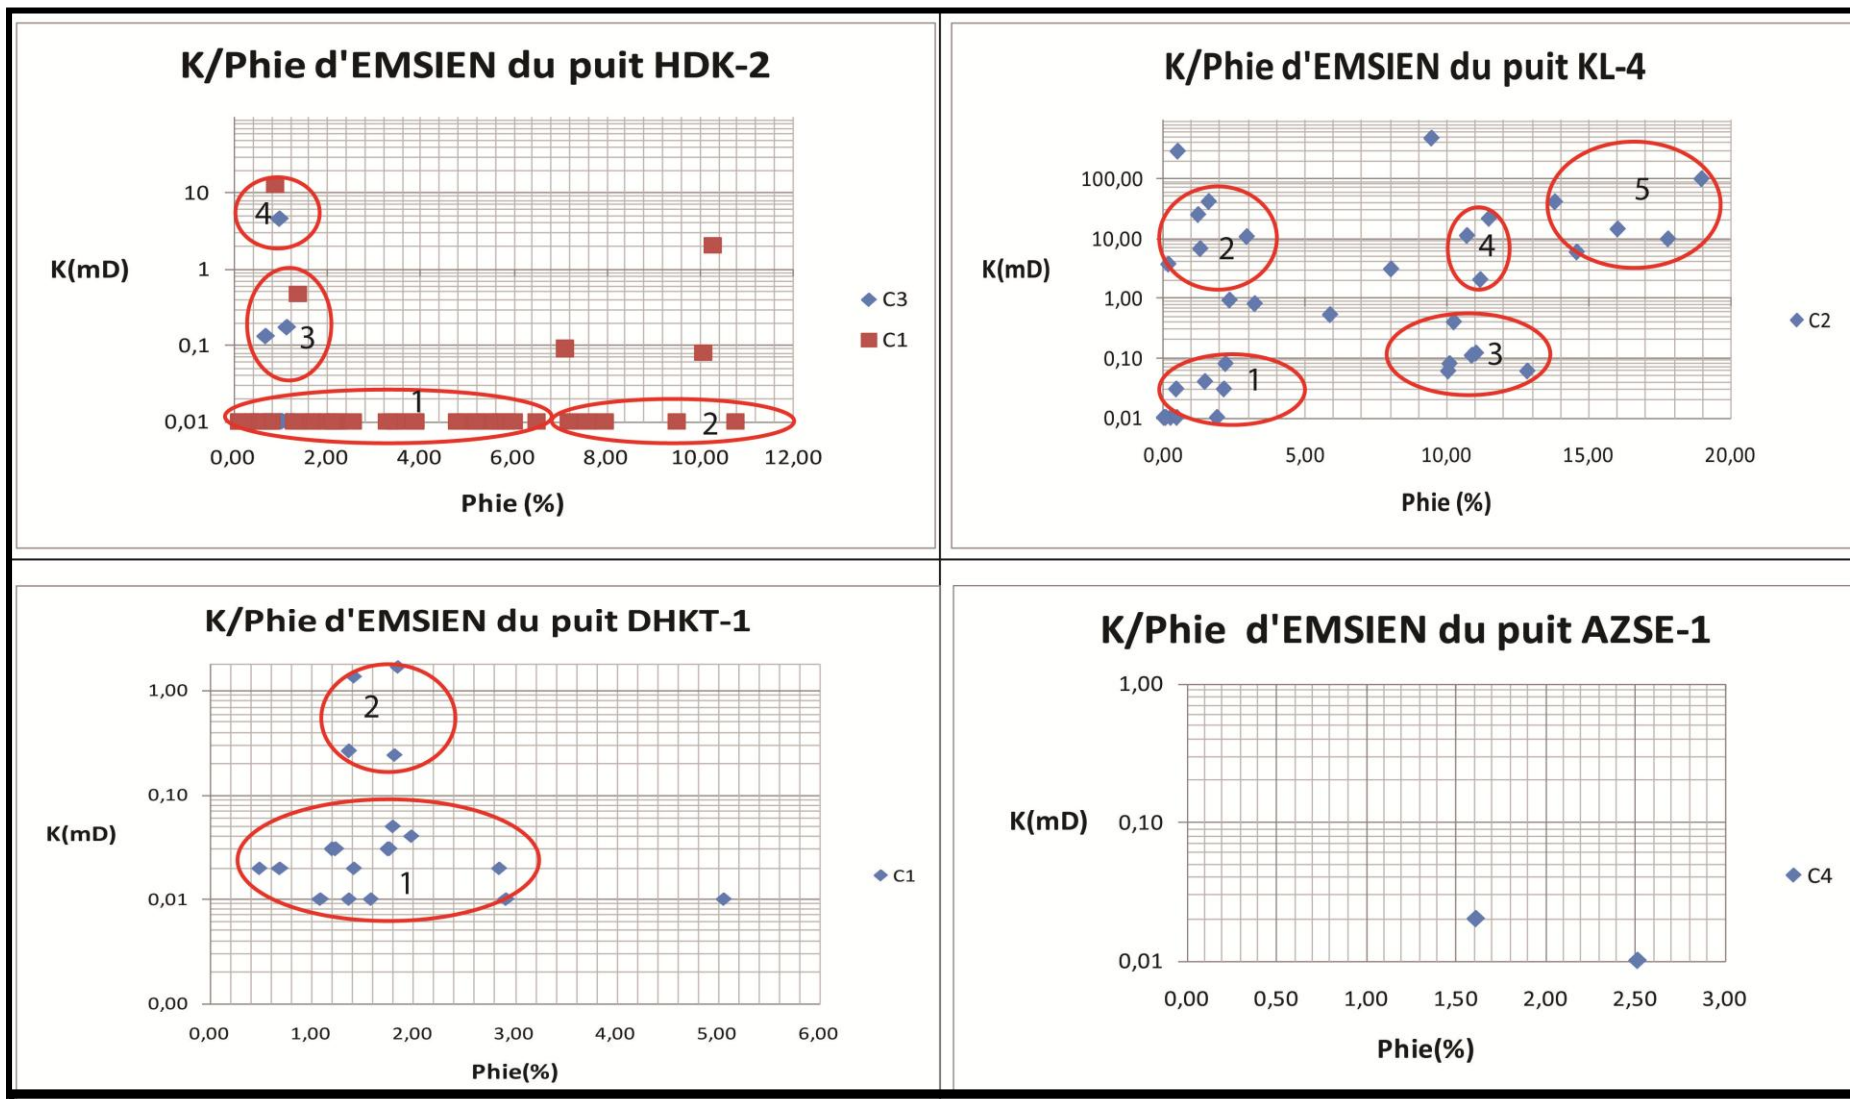 K/Phie d'EMSIEN du puit HDK-2
10
1
0,1
0,01
K(mD)
0,00 2,00 4,00 6,00 8,00 10,00 12,00
Phie (%)
C3
C1
4
3
1
2
K/Phie d'EMSIEN du puit KL-4
100,00
10,00
1,00
0,10
0,01
K(mD)
0,00 5,00 10,00 15,00 20,00
Phie (%)
C2
5
2
4
3
1
K/Phie d'EMSIEN du puit DHKT-1
1,00
0,10
0,01
0,00
K(mD)
0,00 1,00 2,00 3,00 4,00 5,00 6,00
Phie(%)
C1
2
1
K/Phie d'EMSIEN du puit AZSE-1
1,00
0,10
0,01
K(mD)
0,00 0,50 1,00 1,50 2,00 2,50 3,00
Phie(%)
C4